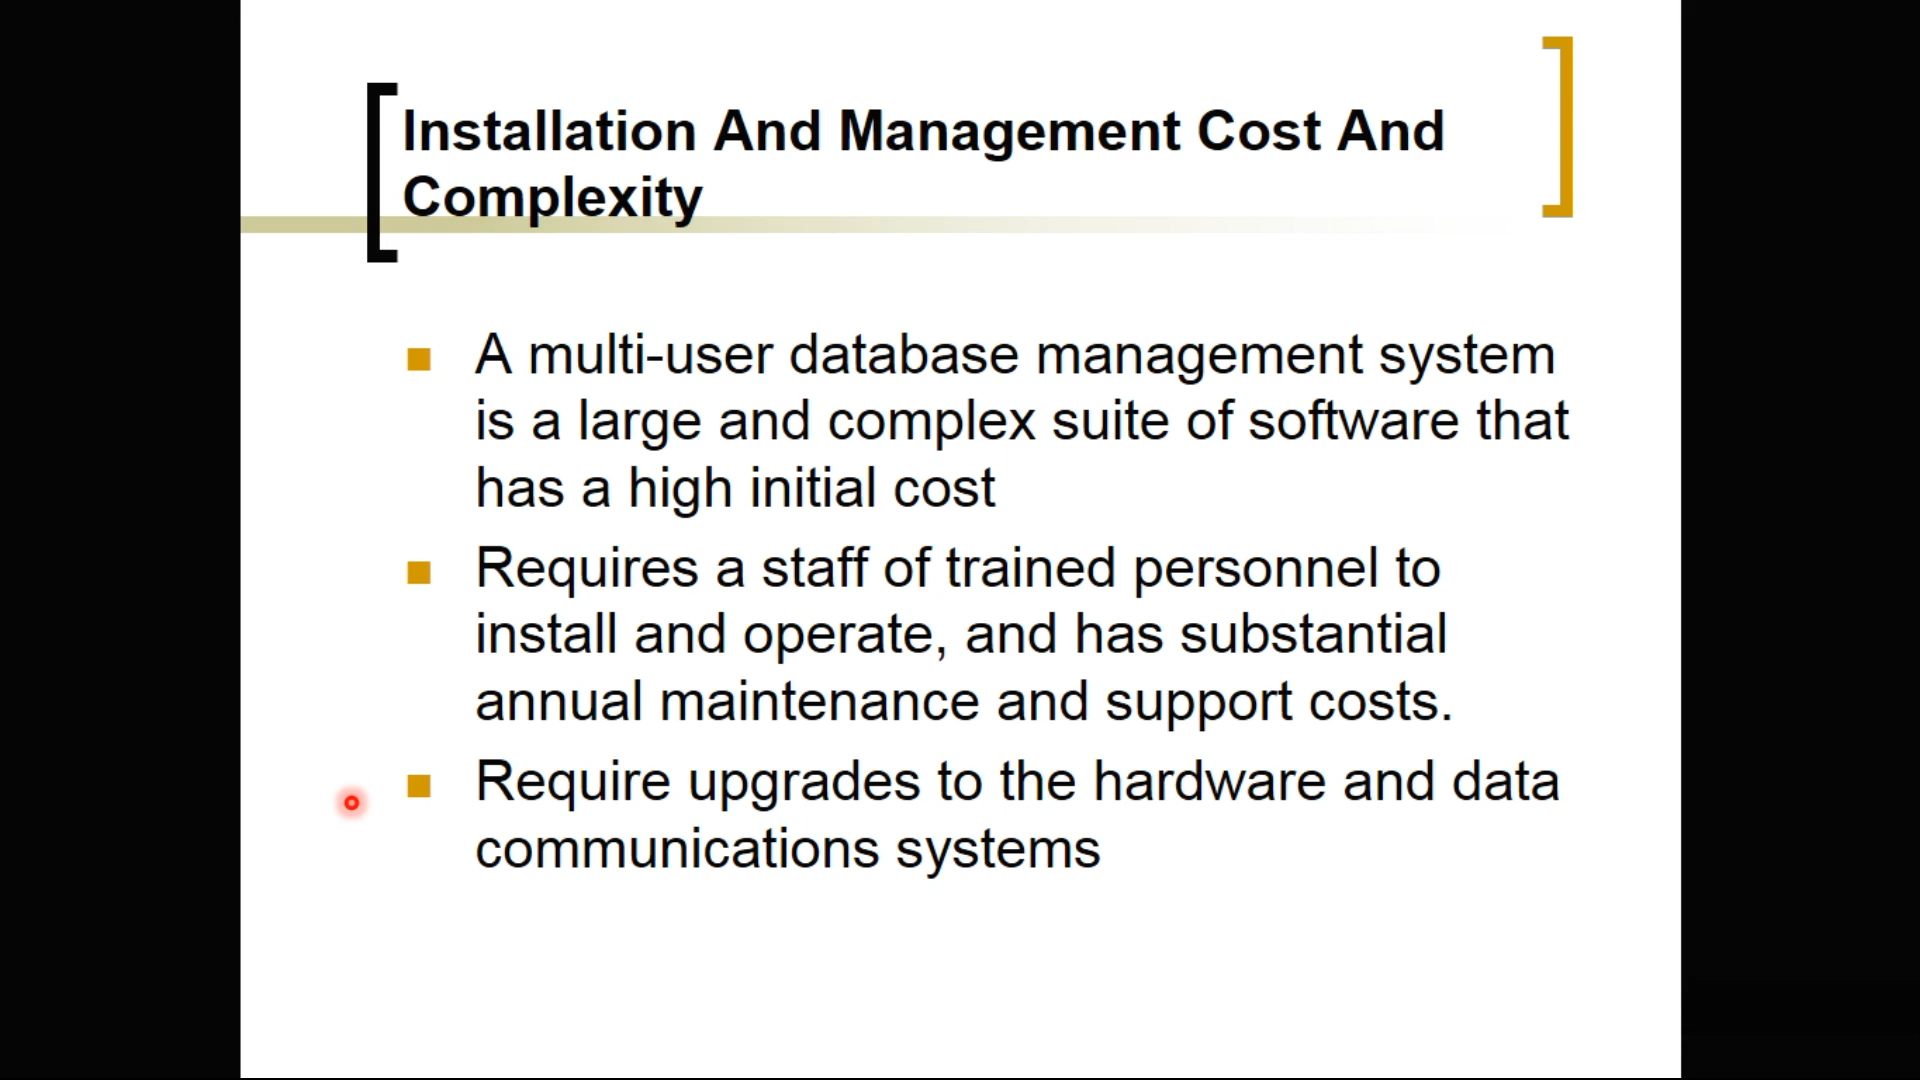 Installation And Management Cost And
Complexity
A multi-user database management system
is a large and complex suite of software that
has a high initial cost
Requires a staff of trained personnel to
install and operate, and has substantial
annual maintenance and support costs.
Require upgrades to the hardware and data
communications systems